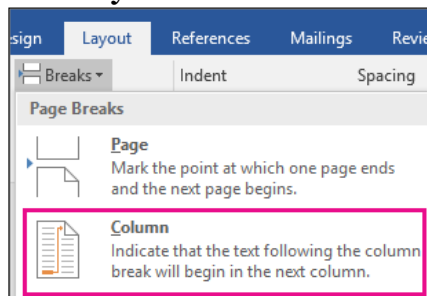 sign Layout References Mailings Revie
Breaks Indent Spacing
Page Breaks
Page
Mark the point at which one page ends
and the next page begins.
Column
Indicate that the text following the column
break will begin in the next column.